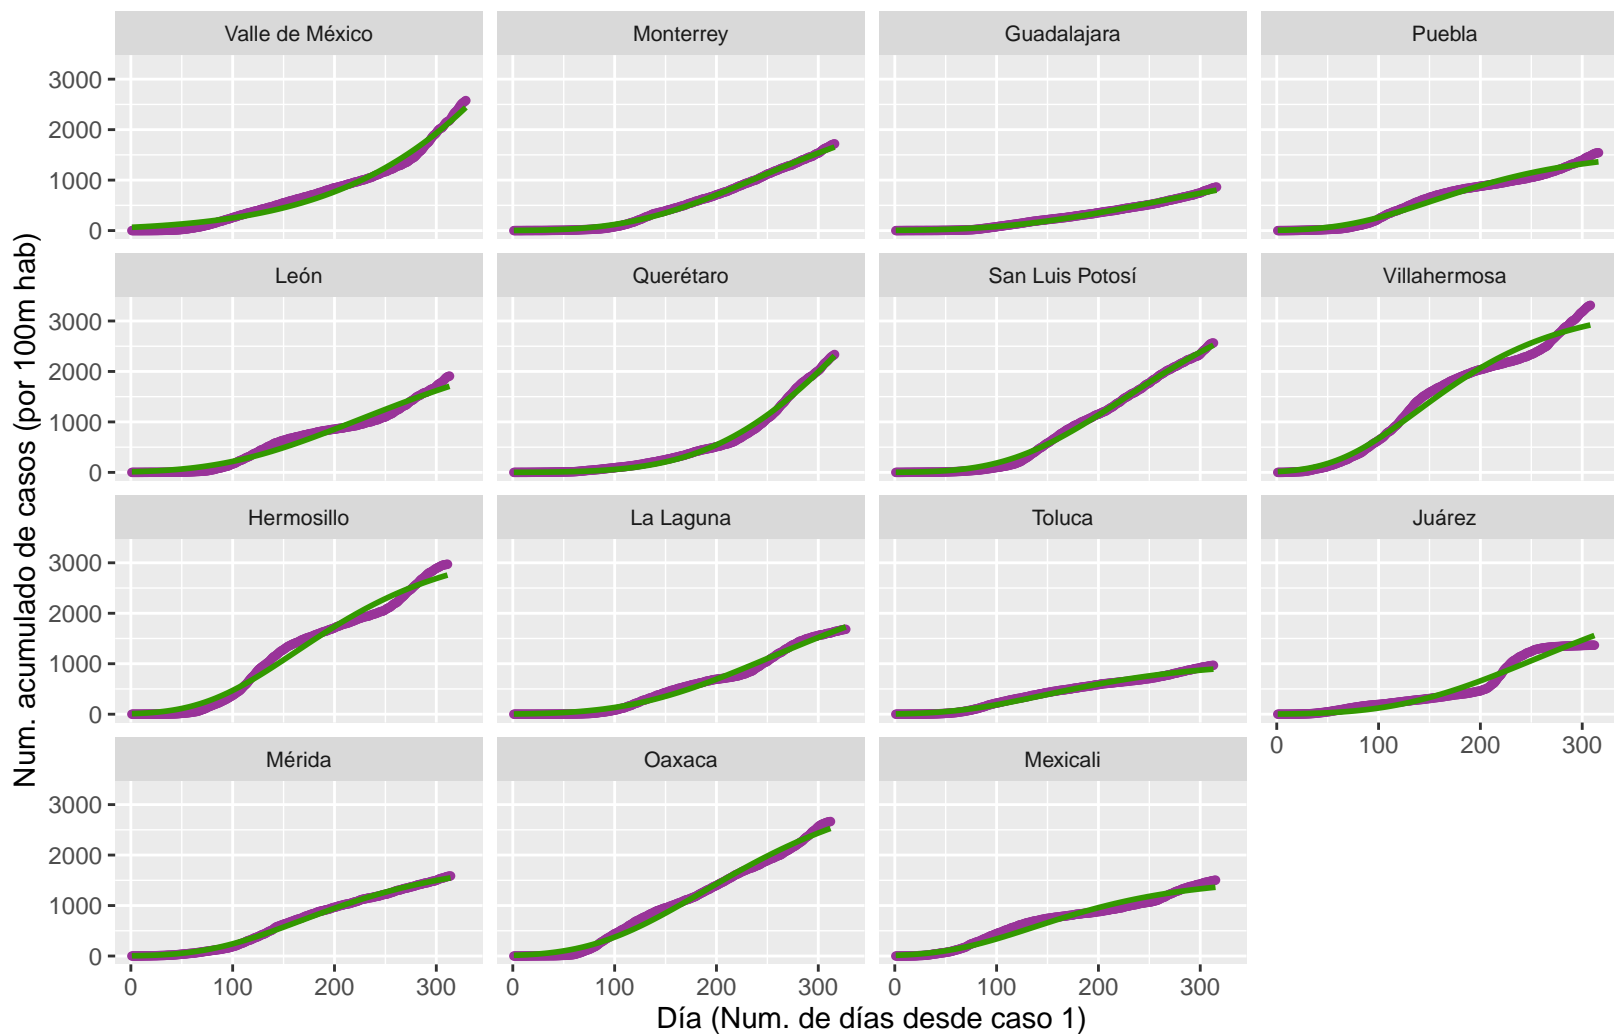 Valle de México Monterrey Guadalajara Puebla
3000
2000
1000
0
León Querétaro San Luis Potosí Villahermosa
3000
2000
1000
0
Hermosillo La Laguna Toluca Juárez
3000
2000
1000
0
0 100 200 300
Mérida Oaxaca Mexicali
3000
2000
1000
0
0 100 200 300 0 100 200 300 0 100 200 300
Día (Num. de días desde caso 1)
Num. acumulado de casos (por 100m hab)